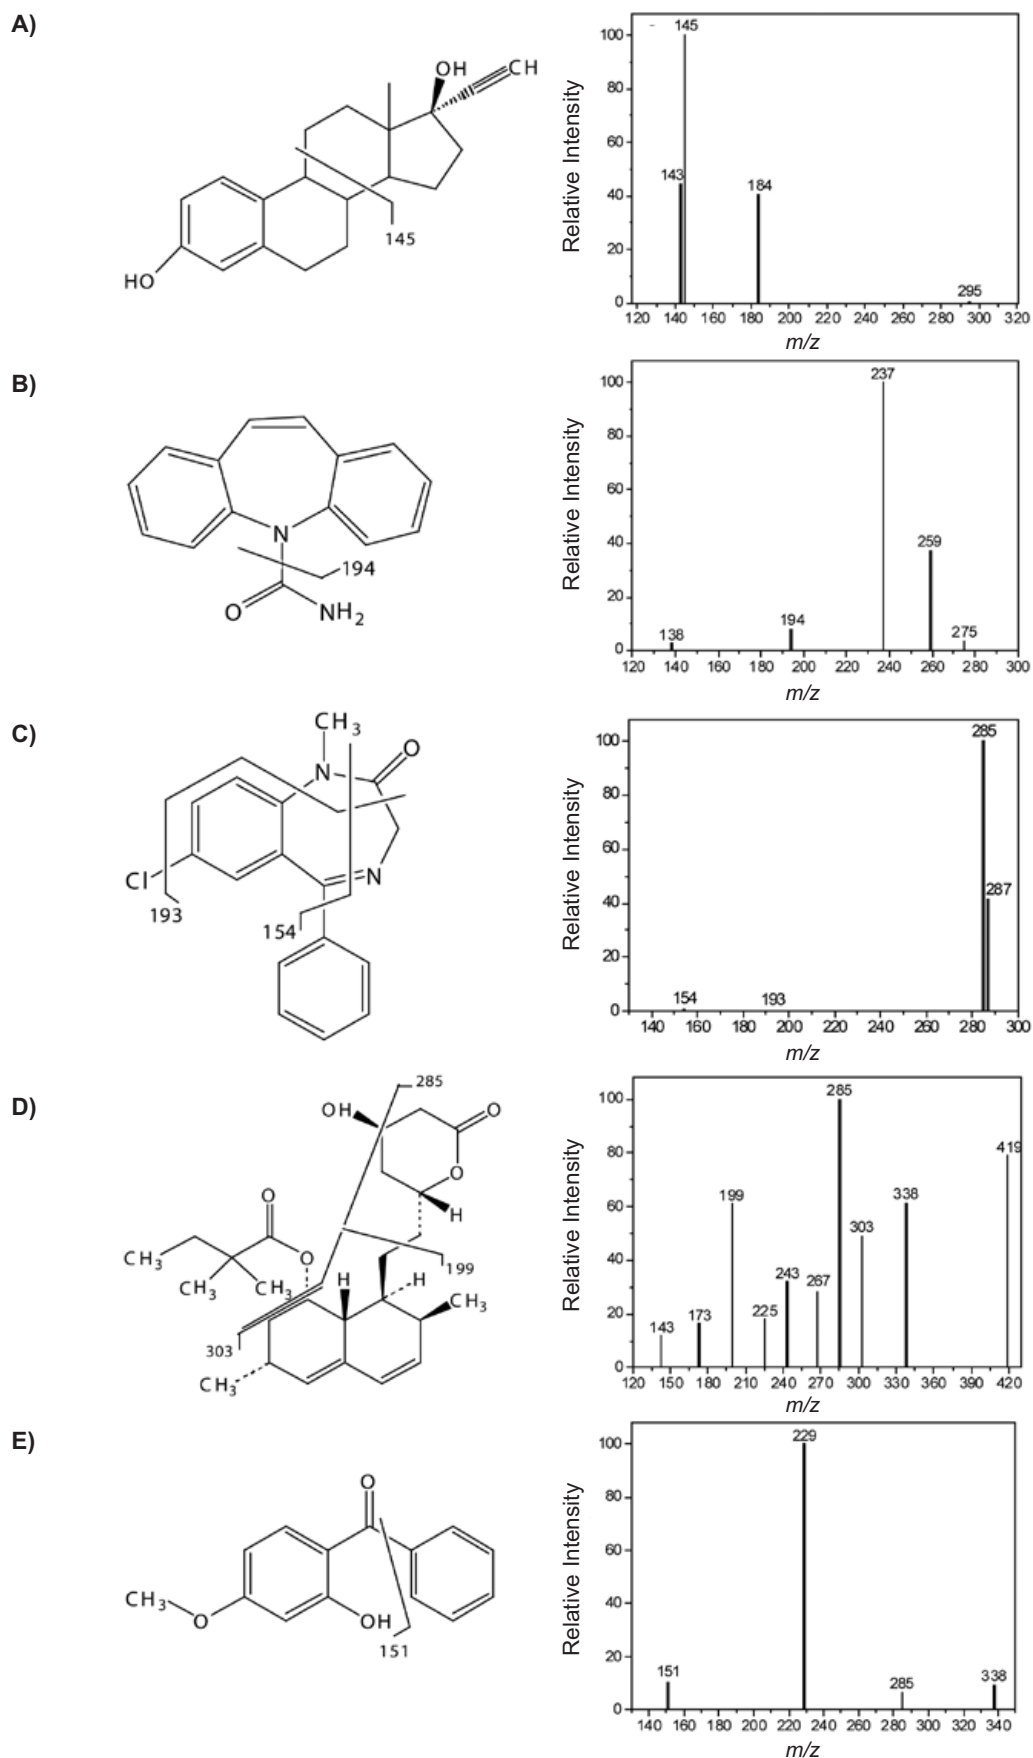 A)
OH
CH
HO
145
Relative Intensity
100
80
60
40
20
0
145
143
184
295
120 140 160 180 200 220 240 260 280 300 320
m/z
B)
N
194
O
NH2
Relative Intensity
100
80
60
40
20
0
237
259
194
138
275
120 140 160 180 200 220 240 260 280 300
m/z
C)
CH3
O
N
N
Cl
193
154
Relative Intensity
100
80
60
40
20
0
285
287
154
193
140 160 180 200 220 240 260 280 300
m/z
D)
285
OH
O
O
H
O
O
CH3
CH3
CH3
H
H
199
CH3
303
CH3
Relative Intensity
100
80
60
40
20
0
285
419
199
338
303
243
267
225
173
143
120 150 180 210 240 270 300 330 360 390 420
m/z
E)
O
CH3
O
OH
151
Relative Intensity
100
80
60
40
20
0
229
151
285
338
140 160 180 200 220 240 260 280 300 320 340
m/z